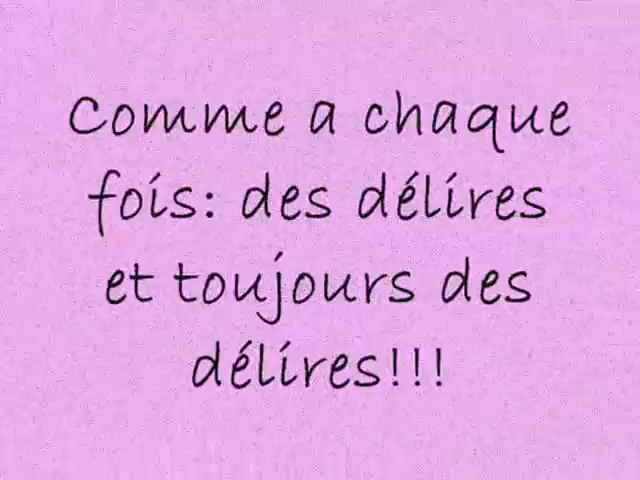 Comme a chaque
fois: des délires
et toujours des
délires!!!